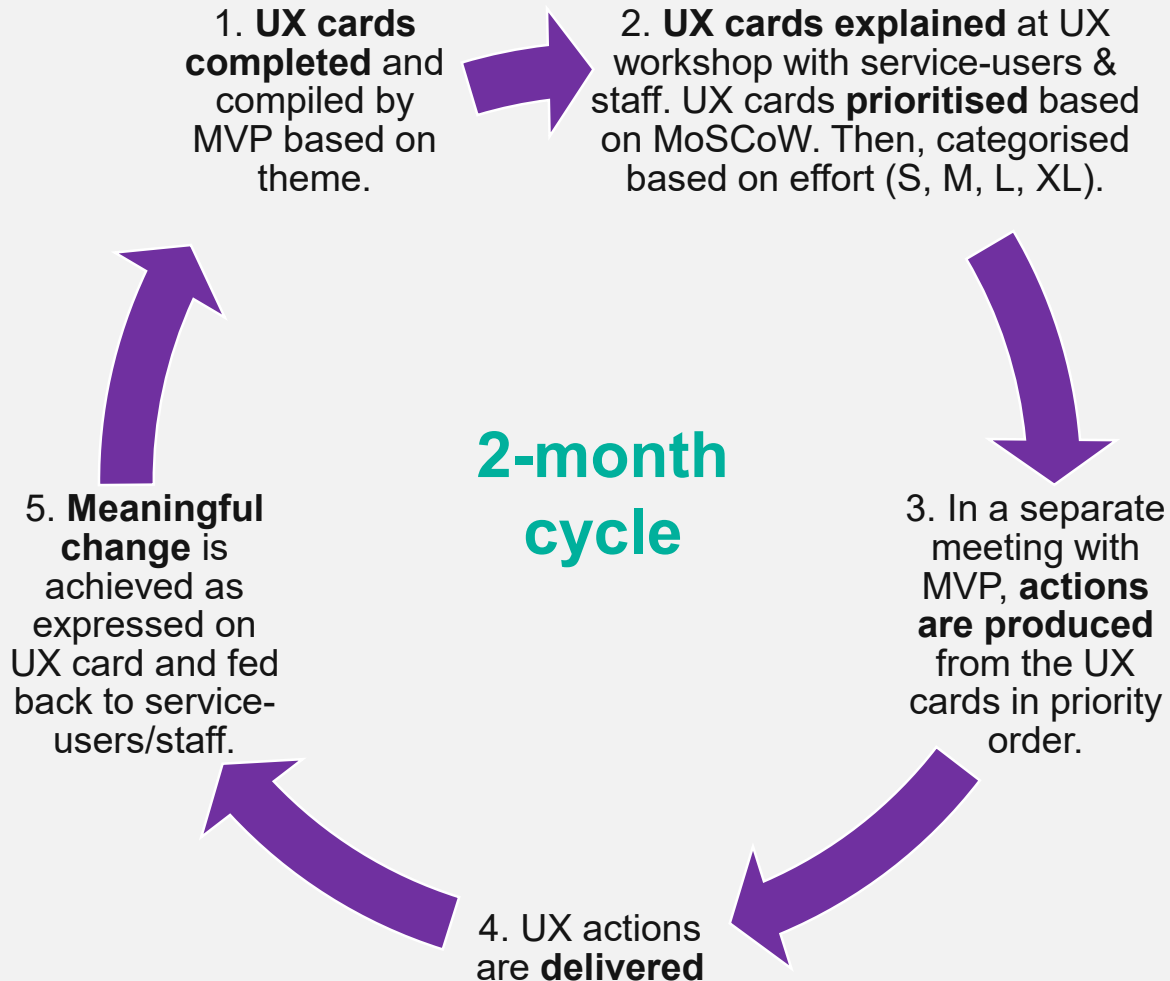 1. UX cards
completed and
compiled by
MVP based on
theme.
2. UX cards explained at UX
workshop with service-users &
staff. UX cards prioritised based
on MoSCoW. Then, categorised
based on effort (S, M, L, XL).
3. In a separate
meeting with
MVP, actions
are produced
from the UX
cards in priority
order.
4. UX actions
are delivered
5. Meaningful
change is
achieved as
expressed on
UX card and fed
back to service-
users/staff.
2-month
cycle